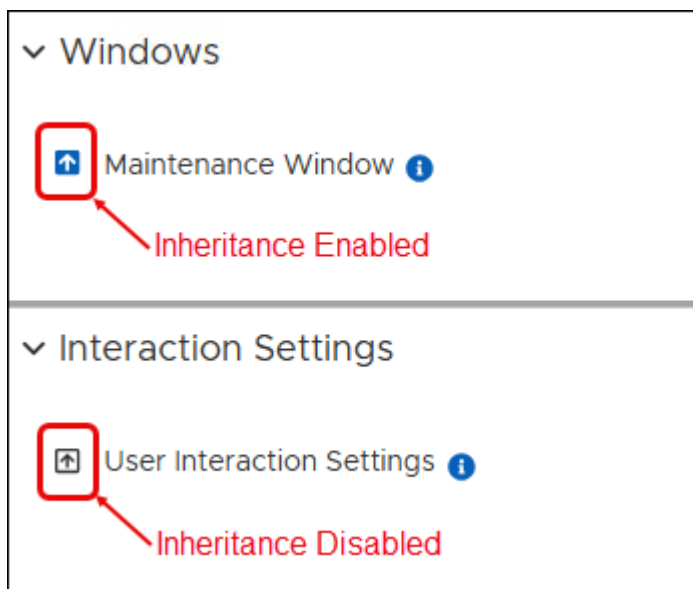 Windows
Maintenance Window
Inheritance Enabled
Interaction Settings
User Interaction Settings
Inheritance Disabled